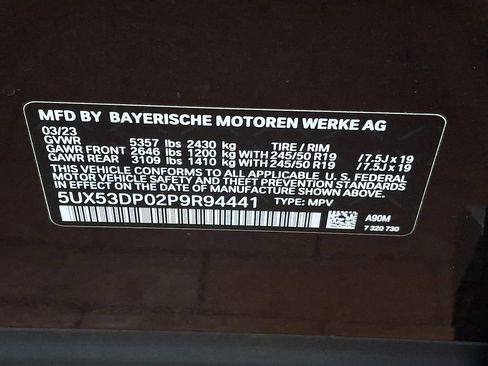 MFD BY BAYERISCHE MOTOREN WERKE AG
03/23
GVWR 5357 lbs 2430 kg TIRE / RIM
GAWR FRONT 2646 lbs 1200 kg WITH 245/50 R19 /7.5J x 19
GAWR REAR 3109 lbs 1410 kg WITH 245/50 R19 /7.5J x 19
THIS VEHICLE CONFORMS TO ALL APPLICABLE U. S. FEDERAL
MOTOR VEHICLE SAFETY, BUMPER, AND THEFT PREVENTION
STANDARDS IN EFFECT ON THE DATE OF MANUFACTURE SHOWN ABOVE.
5UX53DP02P9R94441 TYPE: MPV
A90M
7 320 730